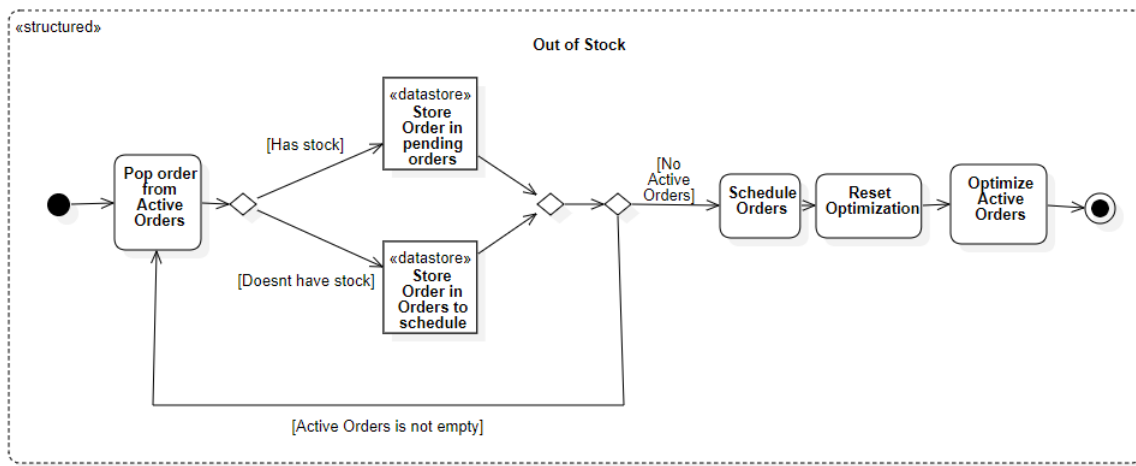 «structured»
Out of Stock
«datastore»
Store
Order in
pending
orders
[Has stock]
[No
Active
Orders]
Pop order
from
Active
Orders
Schedule
Orders
Reset
Optimization
Optimize
Active
Orders
«datastore»
Store
Order in
Orders to
schedule
[Doesnt have stock]
[Active Orders is not empty]